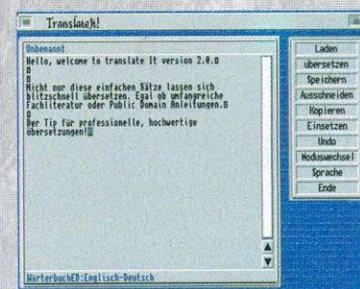 TranslateIt!
Unbenannt
Hello, welcome to translate It version 2.0.
Nicht nur diese einfachen Sätze lassen sich
blitzschnell übersetzen. Egal ob umfangreiche
Fachliteratur oder Public Domain Anleitungen.
Der Tip für professionelle, hochwertige
Übersetzungen!
WörterbuchED:Englisch-Deutsch
Laden
übersetzen
Speichern
Ausschneiden
Kopieren
Einsetzen
Undo
Moduswechsel
Sprache
Ende